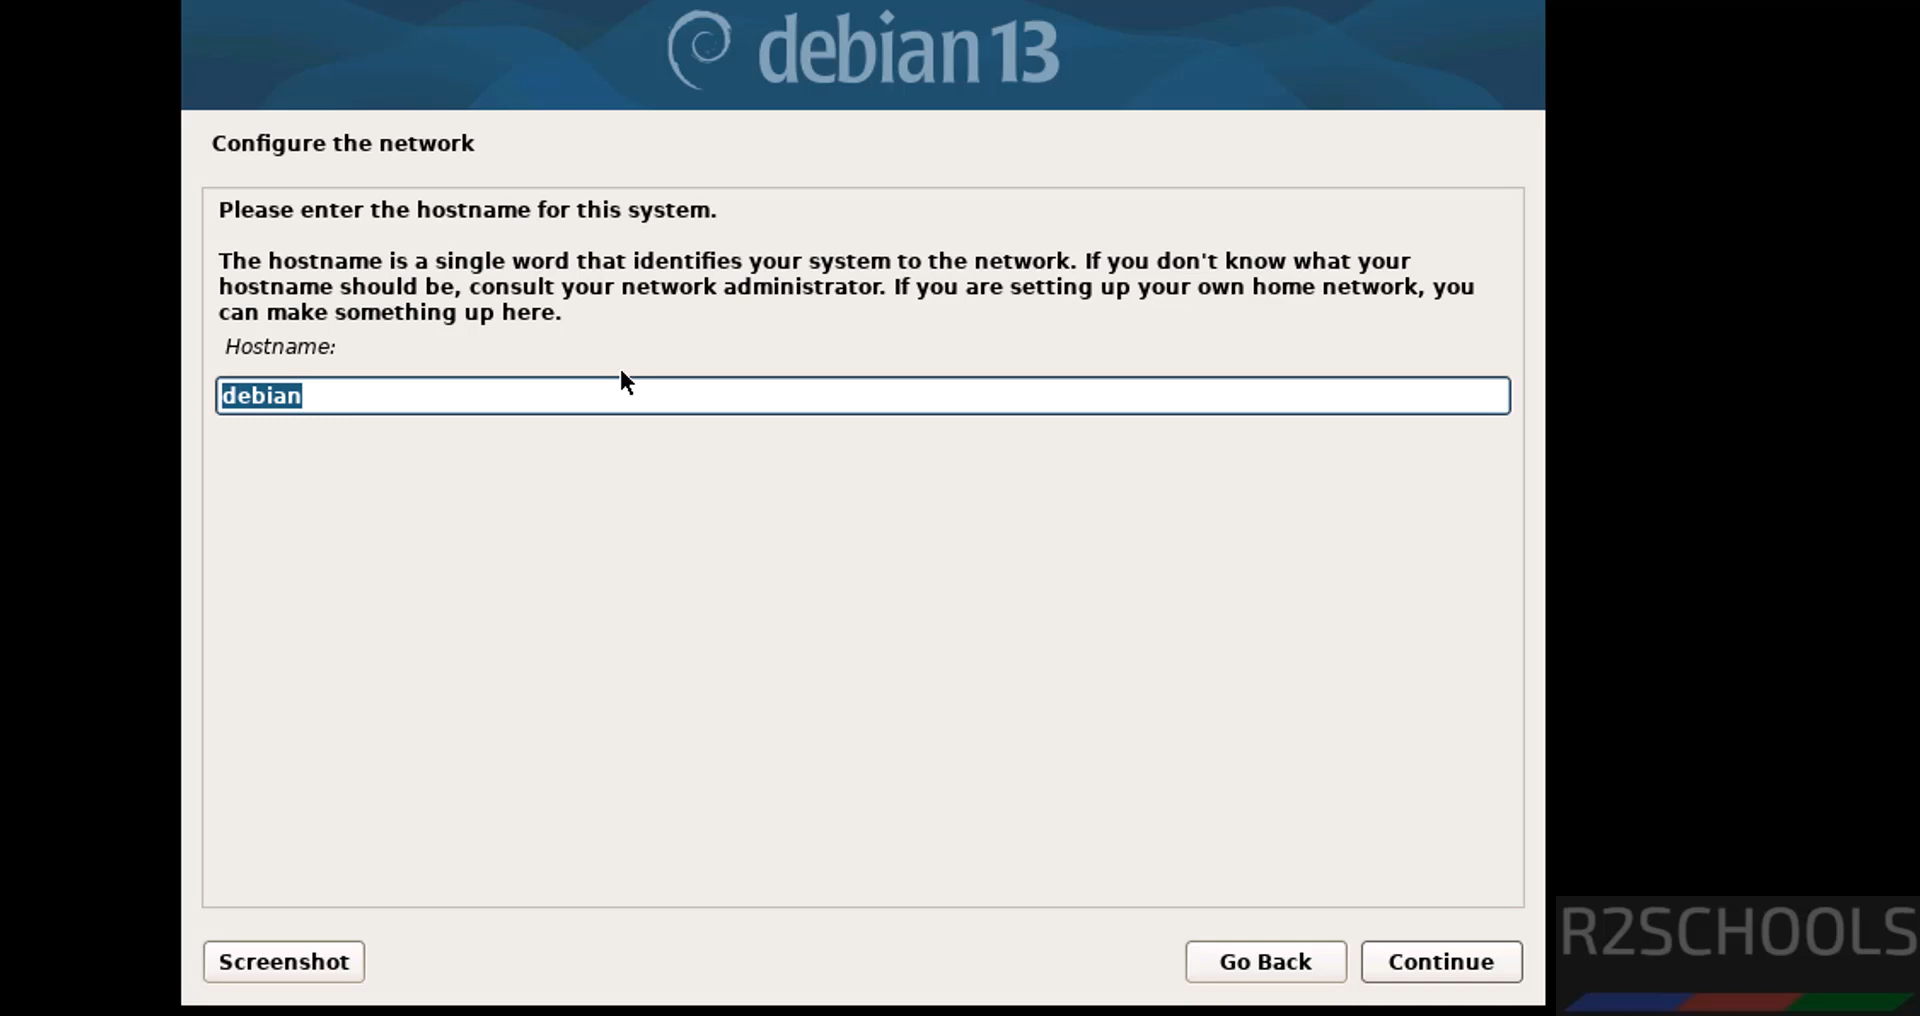 debian 13
Configure the network
Please enter the hostname for this system.
The hostname is a single word that identifies your system to the network. If you don't know what your
hostname should be, consult your network administrator. If you are setting up your own home network, you
can make something up here.
Hostname:
debian
Screenshot
Go Back
Continue
R2SCHOOLS